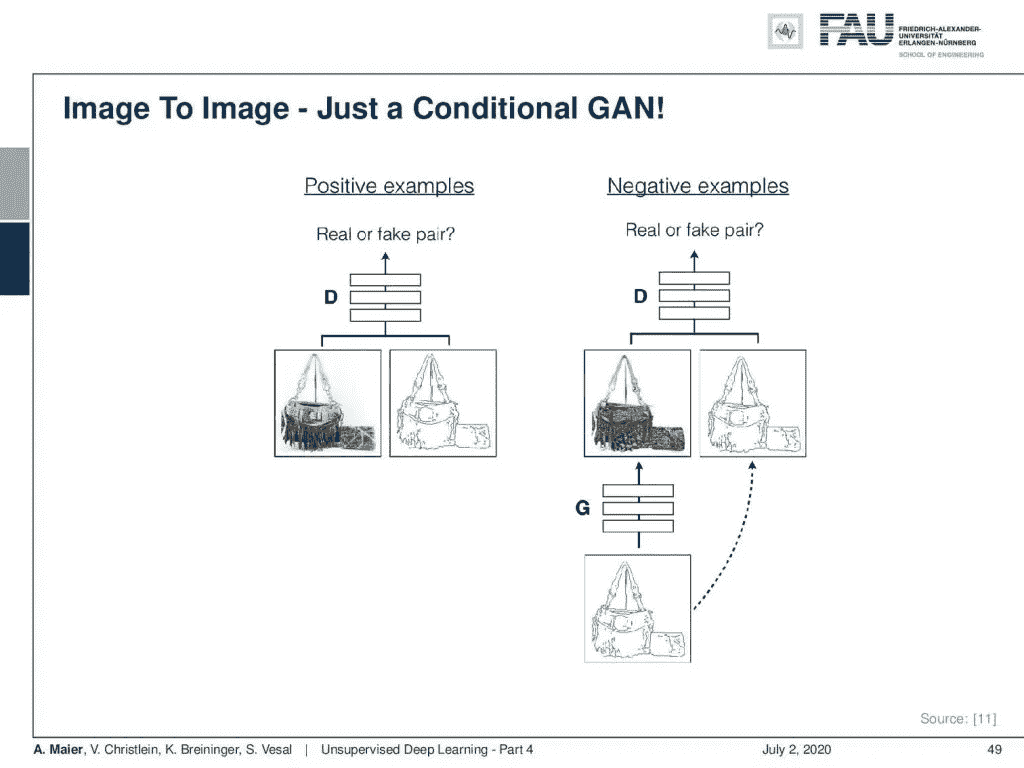 FAU
FRIEDRICH-ALEXANDER-
UNIVERSITÄT
ERLANGEN-NÜRNBERG
SCHOOL OF ENGINEERING
Image To Image - Just a Conditional GAN!
Positive examples
Negative examples
Real or fake pair?
Real or fake pair?
D
D
G
Source: [11]
A. Maier, V. Christlein, K. Breininger, S. Vesal | Unsupervised Deep Learning - Part 4 July 2, 2020 49